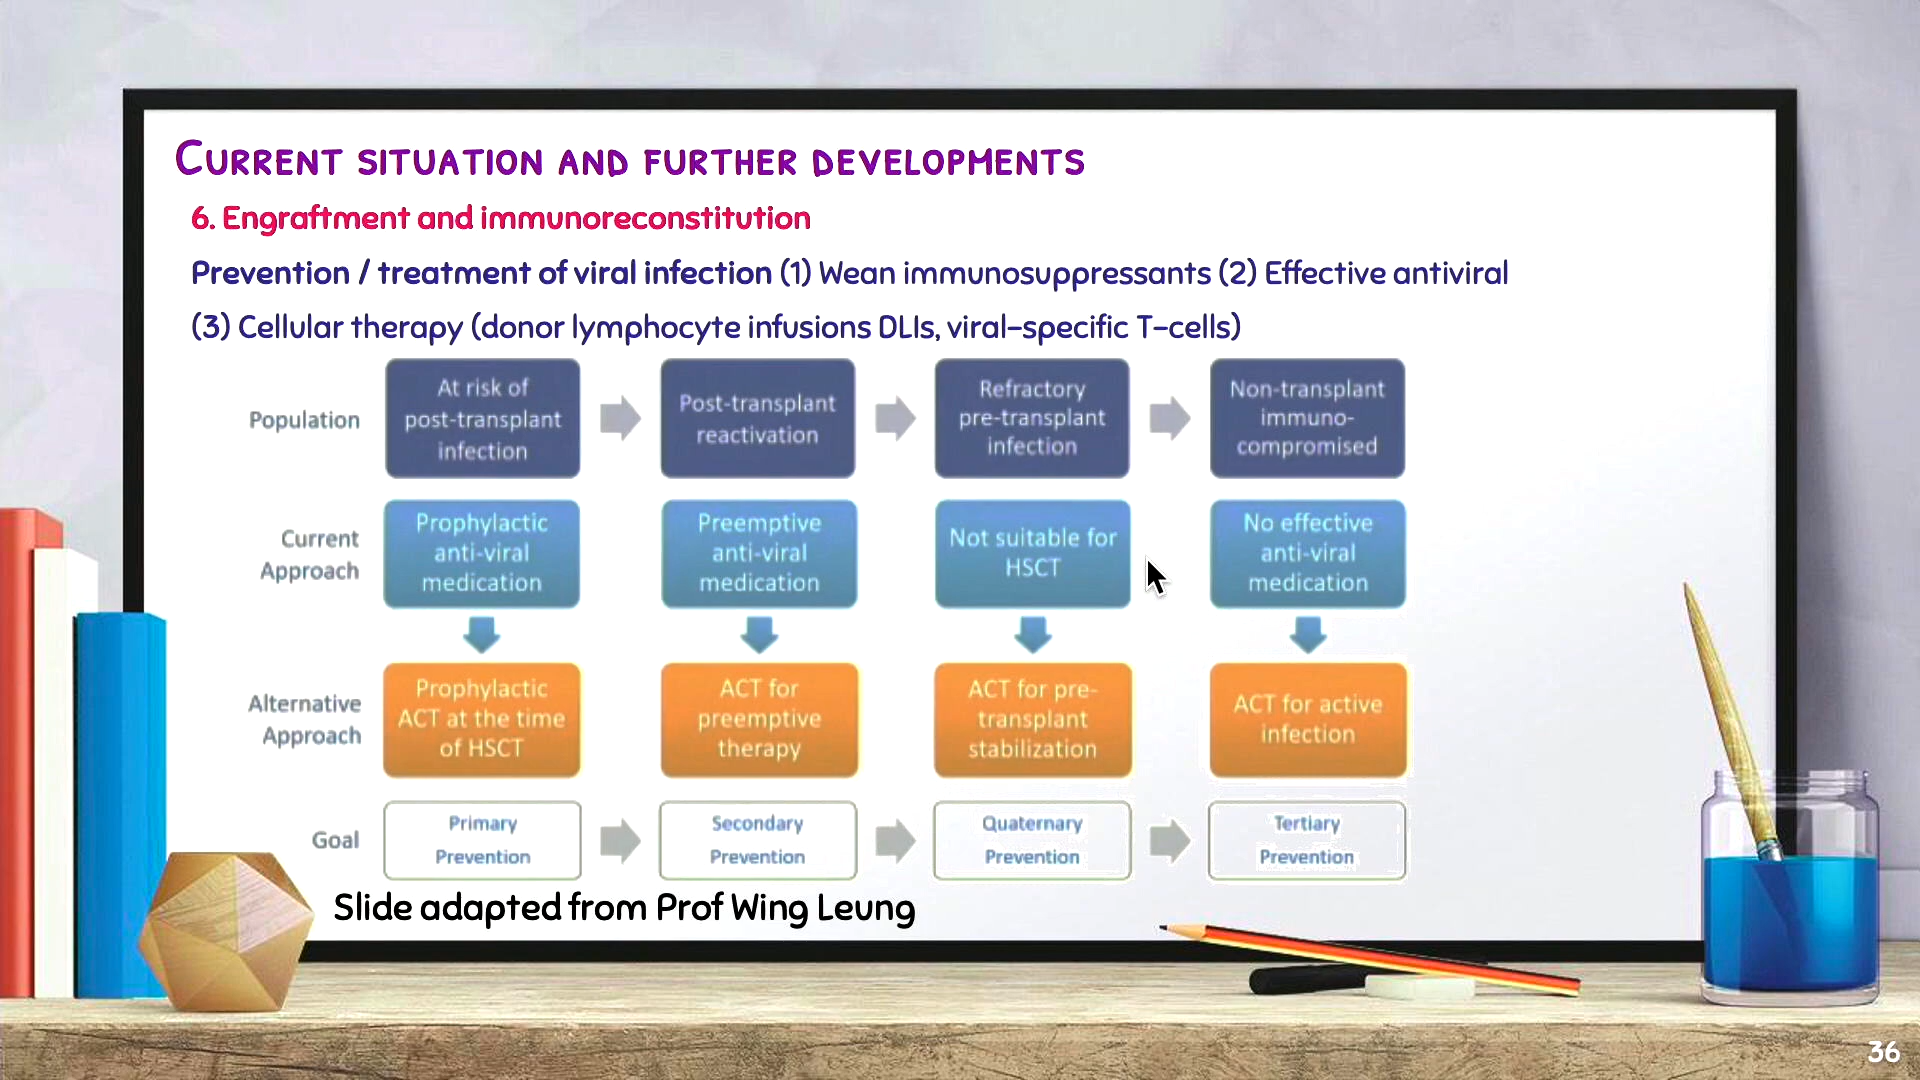 CURRENT SITUATION AND FURTHER DEVELOPMENTS
6. Engraftment and immunoreconstitution
Prevention / treatment of viral infection (1) Wean immunosuppressants (2) Effective antiviral
(3) Cellular therapy (donor lymphocyte infusions DLIs, viral-specific T-cells)
Population
At risk of
post-transplant
infection
Post-transplant
reactivation
Refractory
pre-transplant
infection
Non-transplant
immuno-
compromised
Current
Approach
Prophylactic
anti-viral
medication
Preemptive
anti-viral
medication
Not suitable for
HSCT
No effective
anti-viral
medication
Alternative
Approach
Prophylactic
ACT at the time
of HSCT
ACT for
preemptive
therapy
ACT for pre-
transplant
stabilization
ACT for active
infection
Goal
Primary
Prevention
Secondary
Prevention
Quaternary
Prevention
Tertiary
Prevention
Slide adapted from Prof Wing Leung
36